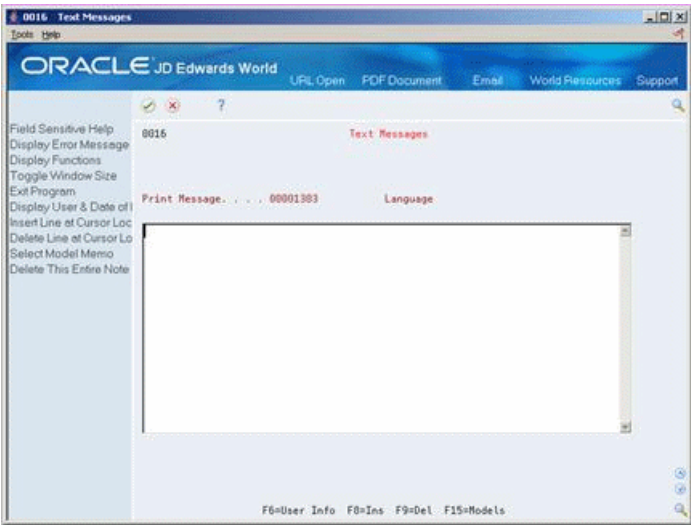 0016 Text Messages
Tools Help
ORACLE JD Edwards World
URL Open PDF Document Email World Resources Support
?
Field Sensitive Help
Display Error Message
Display Functions
Toggle Window Size
Exit Program
Display User & Date of
Insert Line at Cursor Loc
Delete Line at Cursor Lo
Select Model Memo
Delete This Entire Note
0016 Text Messages
Print Message. . . . 00001303 Language
F6=User Info F8=Ins F9=Del F15=Models